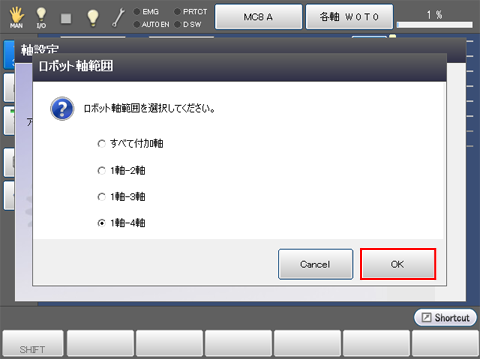 MAN
I/O
EMG
PRTCT
AUTO EN
D SW
MC8 A
各軸 W0T0
1 %
軸設定
ロボット軸範囲
ロボット軸範囲を選択してください。
ア
すべて付加軸
1軸-2軸
1軸-3軸
1軸-4軸
Cancel
OK
Shortcut
SHIFT